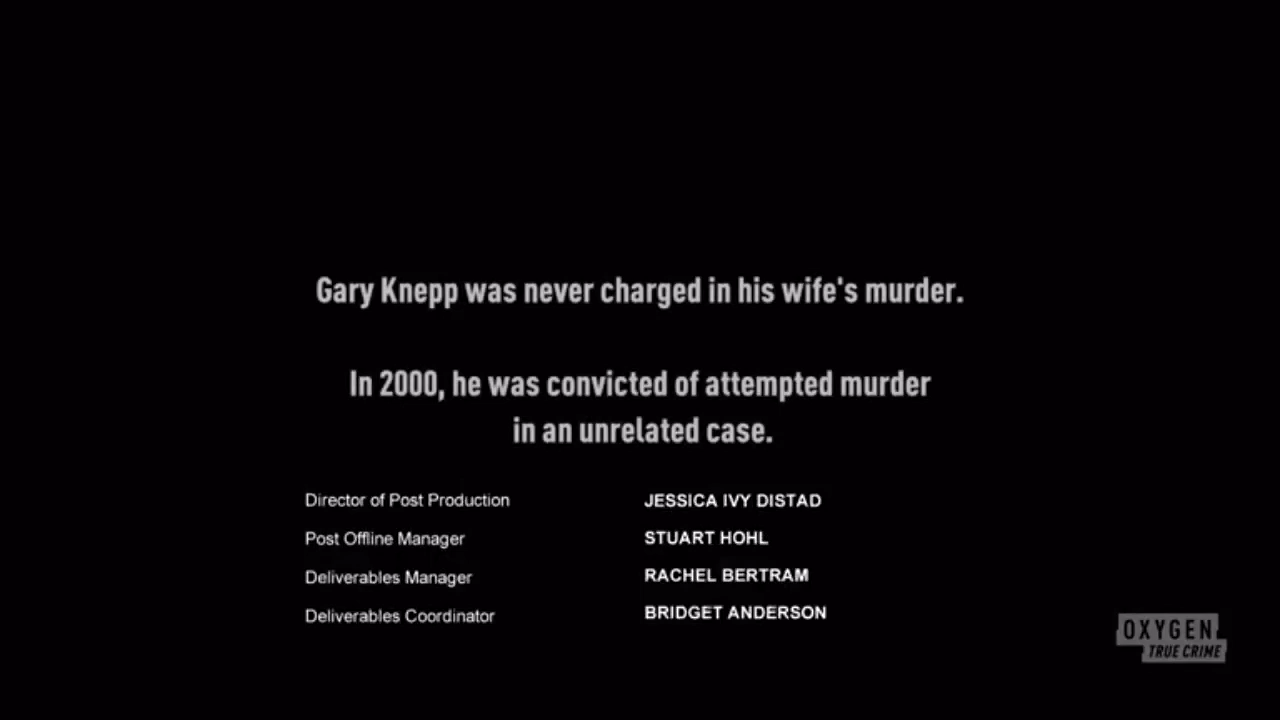 Gary Knepp was never charged in his wife's murder.
In 2000, he was convicted of attempted murder
in an unrelated case.
Director of Post Production JESSICA IVY DISTAD
Post Offline Manager STUART HOHL
Deliverables Manager RACHEL BERTRAM
Deliverables Coordinator BRIDGET ANDERSON
OXYGEN
TRUE CRIME